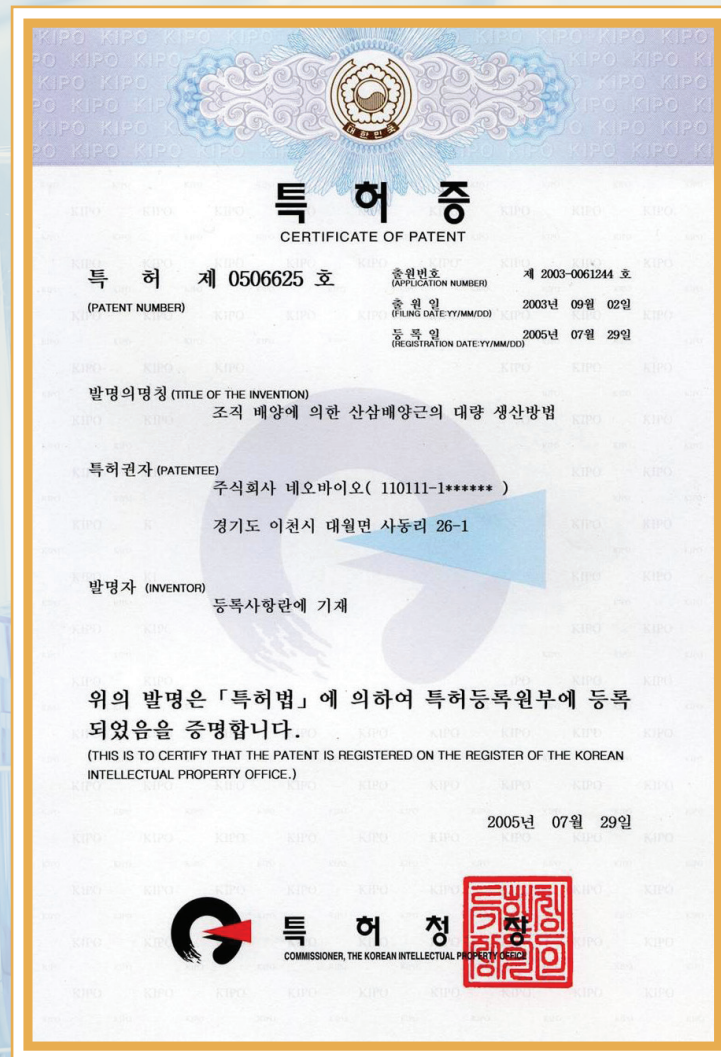 대한민국
특 허 증
CERTIFICATE OF PATENT
특 허 제 0506625 호
(PATENT NUMBER)
출원번호 제 2003-0061244 호
(APPLICATION NUMBER)
출 원 일 2003년 09월 02일
(FILING DATE:YY/MM/DD)
등 록 일 2005년 07월 29일
(REGISTRATION DATE:YY/MM/DD)
발명의명칭 (TITLE OF THE INVENTION)
조직 배양에 의한 산삼배양근의 대량 생산방법
특허권자 (PATENTEE)
주식회사 네오바이오( 110111-1****** )
경기도 이천시 대월면 사동리 26-1
발명자 (INVENTOR)
등록사항란에 기재
위의 발명은 「특허법」에 의하여 특허등록원부에 등록
되었음을 증명합니다.
(THIS IS TO CERTIFY THAT THE PATENT IS REGISTERED ON THE REGISTER OF THE KOREAN
INTELLECTUAL PROPERTY OFFICE.)
2005년 07월 29일
특 허 청 장
COMMISSIONER, THE KOREAN INTELLECTUAL PROPERTY OFFICE